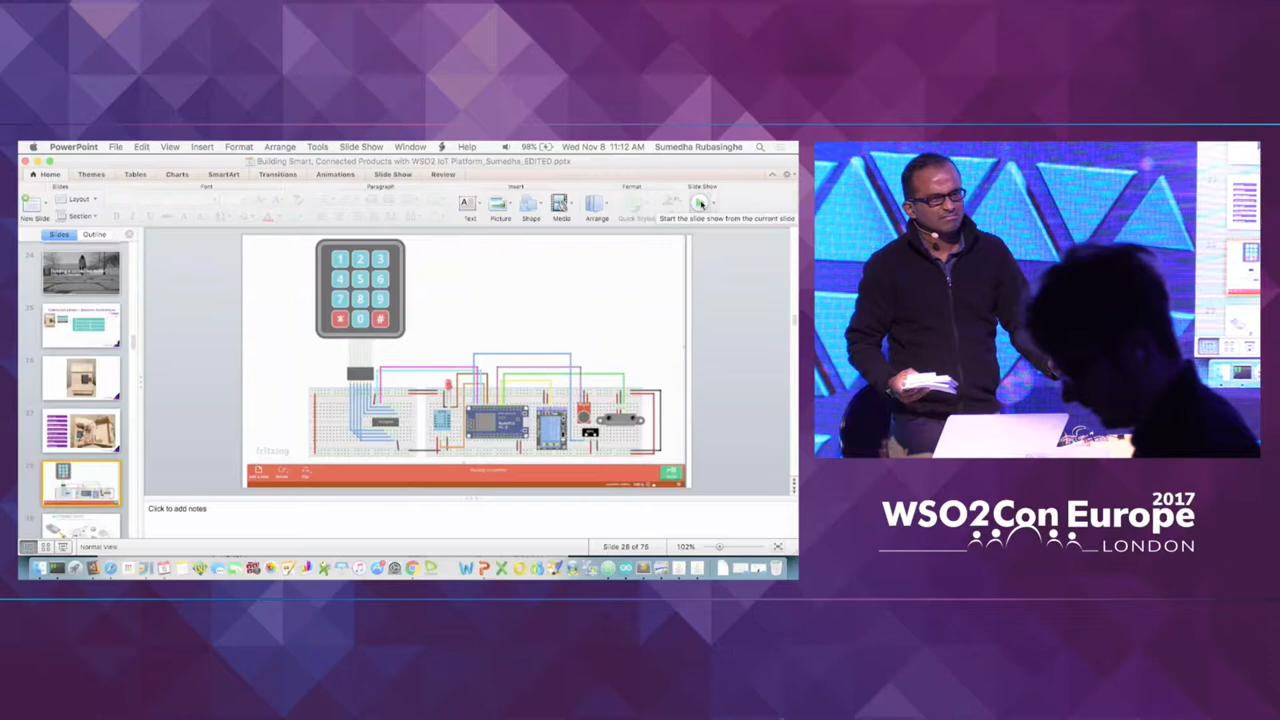 PowerPoint File Edit View Insert Format Arrange Tools Slide Show Window Help 98% Wed Nov 8 11:12 AM Sumedha Rubasinghe
Building Smart, Connected Products with WSO2 IoT Platform_Sumedha_EDITED.pptx
Home Themes Tables Charts SmartArt Transitions Animations Slide Show Review
Slides Font Paragraph Insert Format Slide Show
Layout
Section
New Slide Text Picture Shape Media Arrange Quick Styles
Start the slide show from the current slide
Slides Outline
1 2 3
4 5 6
7 8 9
* 0 #
fritzing
Click to add notes
Normal View Slide 28 of 75 102%
2017
WSO2Con Europe
LONDON